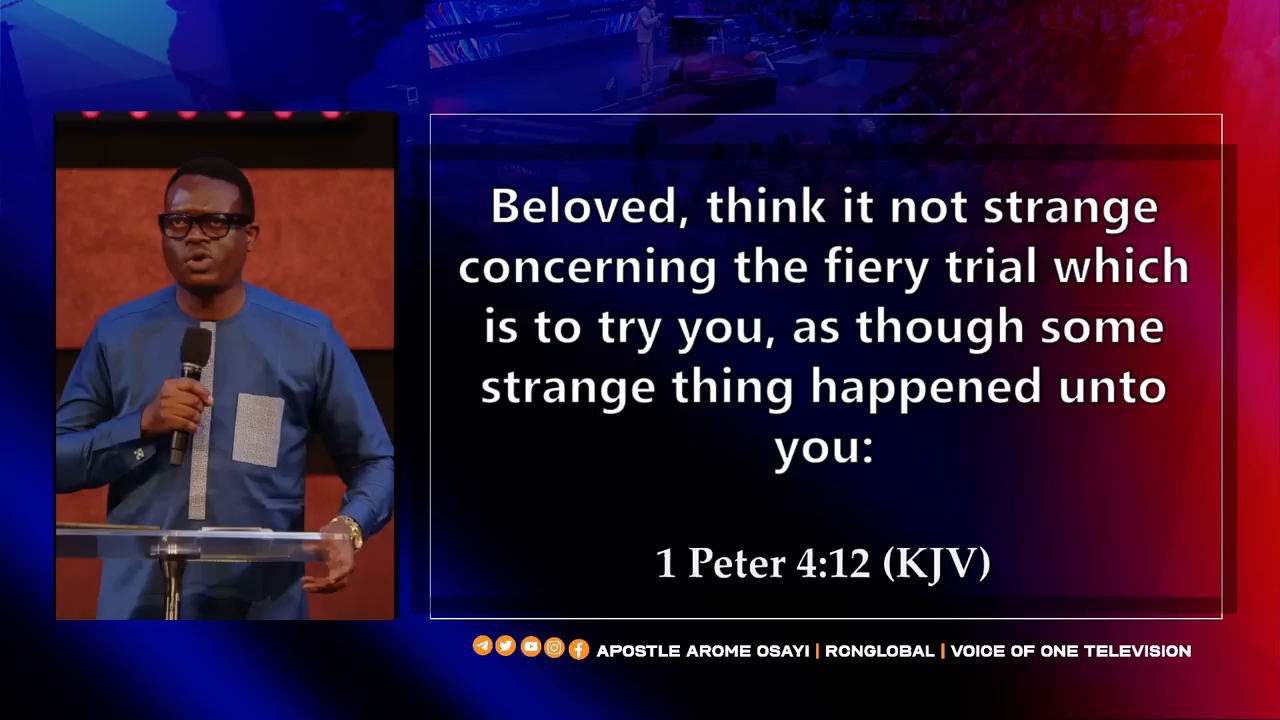 Beloved, think it not strange
concerning the fiery trial which
is to try you, as though some
strange thing happened unto
you:
1 Peter 4:12 (KJV)
APOSTLE AROME OSAYI | RCNGLOBAL | VOICE OF ONE TELEVISION